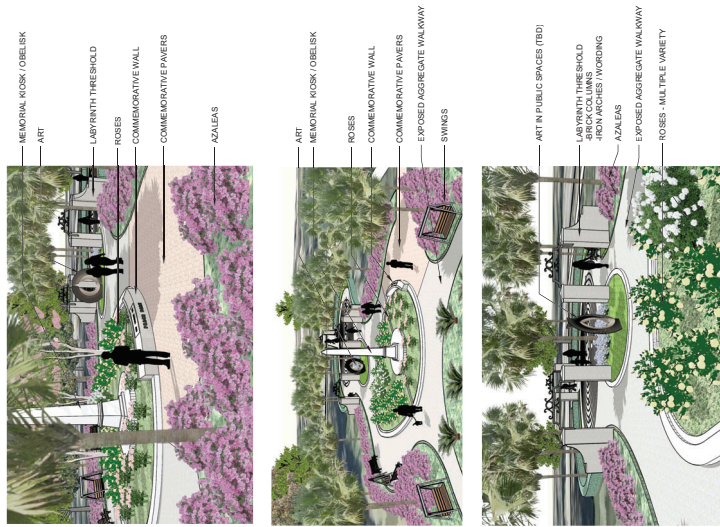 MEMORIAL KIOSK / OBELISK
ART
LABYRINTH THRESHOLD
ROSES
COMMEMORATIVE WALL
COMMEMORATIVE PAVERS
AZALEAS
ART
MEMORIAL KIOSK / OBELISK
ROSES
COMMEMORATIVE WALL
COMMEMORATIVE PAVERS
EXPOSED AGGREGATE WALKWAY
SWINGS
ART IN PUBLIC SPACES (TBD)
LABYRINTH THRESHOLD
-BRICK COLUMNS
-IRON ARCHES / WORDING
AZALEAS
EXPOSED AGGREGATE WALKWAY
ROSES - MULTIPLE VARIETY